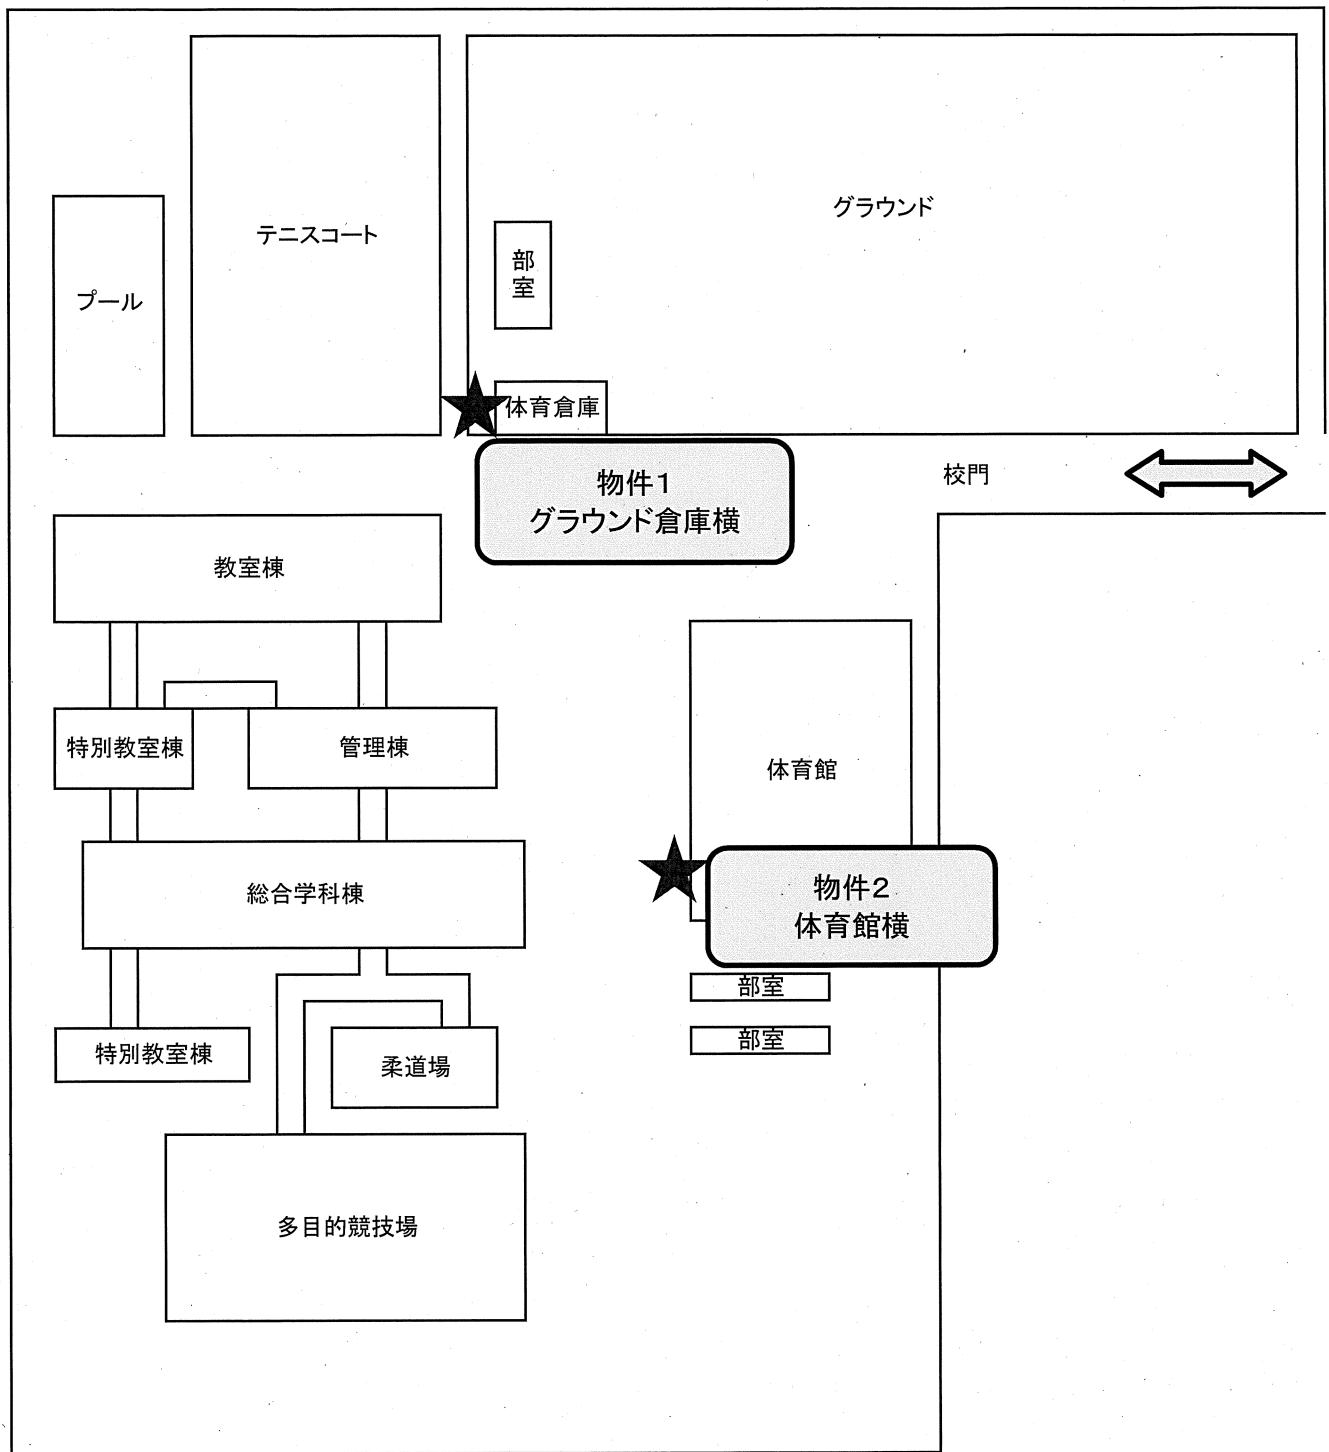 グラウンド
テニスコート
部
室
プール
体育倉庫
物件1
グラウンド倉庫横
校門
教室棟
特別教室棟
管理棟
体育館
総合学科棟
物件2
体育館横
部室
部室
特別教室棟
柔道場
多目的競技場